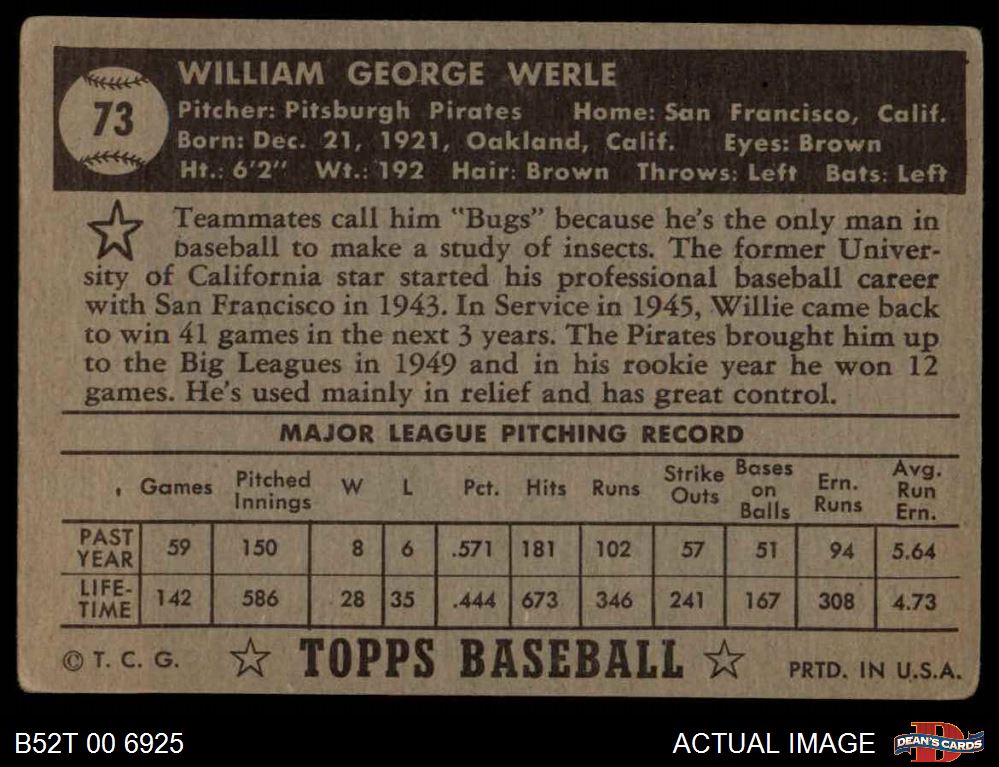 WILLIAM GEORGE WERLE
73
Pitcher: Pitsburgh Pirates Home: San Francisco, Calif.
Born: Dec. 21, 1921, Oakland, Calif. Eyes: Brown
Ht.: 6'2" Wt.: 192 Hair: Brown Throws: Left Bats: Left
Teammates call him "Bugs" because he's the only man in
baseball to make a study of insects. The former Univer-
sity of California star started his professional baseball career
with San Francisco in 1943. In Service in 1945, Willie came back
to win 41 games in the next 3 years. The Pirates brought him up
to the Big Leagues in 1949 and in his rookie year he won 12
games. He's used mainly in relief and has great control.
MAJOR LEAGUE PITCHING RECORD
Games Pitched Innings W L Pct. Hits Runs Strike Outs Bases on Balls Ern. Runs Avg. Run Ern.
PAST YEAR 59 150 8 6 .571 181 102 57 51 94 5.64
LIFE-TIME 142 586 28 35 .444 673 346 241 167 308 4.73
© T. C. G. TOPPS BASEBALL PRTD. IN U.S.A.
B52T 00 6925 ACTUAL IMAGE DEAN'S CARDS